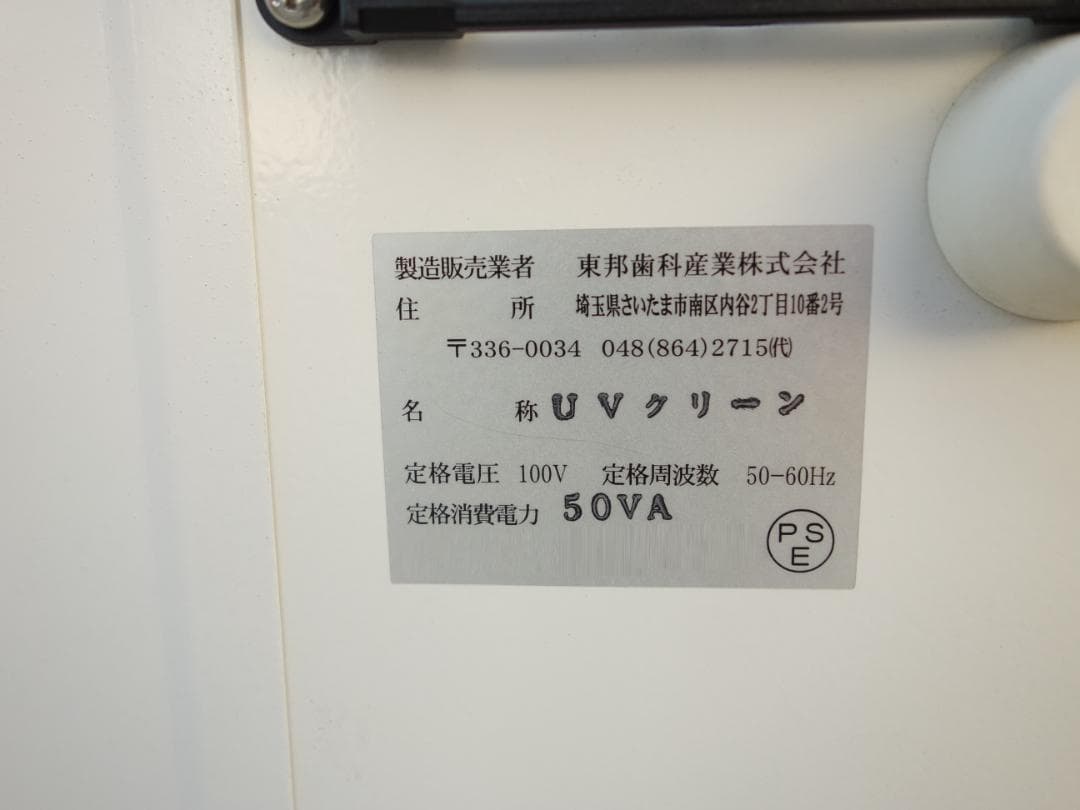 製造販売業者 東邦歯科産業株式会社
住 所 埼玉県さいたま市南区内谷2丁目10番2号
〒336-0034 048(864)2715㈹
名 称 UVクリーン
定格電圧 100V 定格周波数 50-60Hz
定格消費電力 50VA
PSE